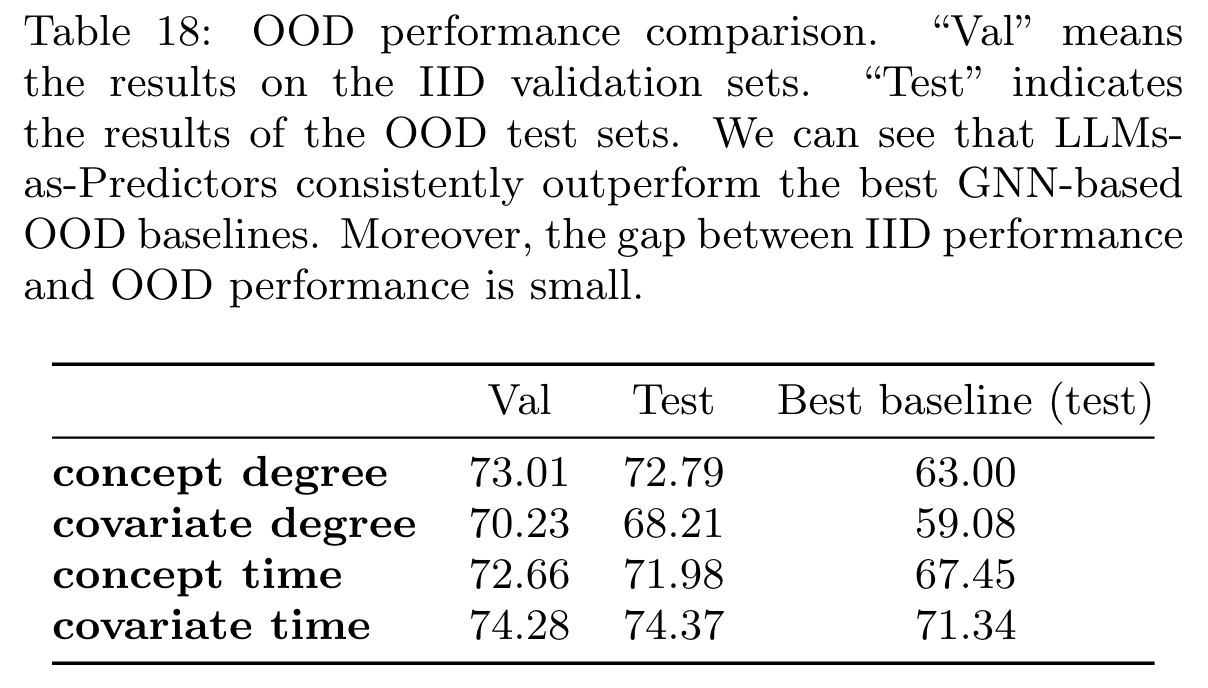 Table 18: OOD performance comparison. “Val” means
the results on the IID validation sets. “Test” indicates
the results of the OOD test sets. We can see that LLMs-
as-Predictors consistently outperform the best GNN-based
OOD baselines. Moreover, the gap between IID performance
and OOD performance is small.
Val Test Best baseline (test)
concept degree 73.01 72.79 63.00
covariate degree 70.23 68.21 59.08
concept time 72.66 71.98 67.45
covariate time 74.28 74.37 71.34